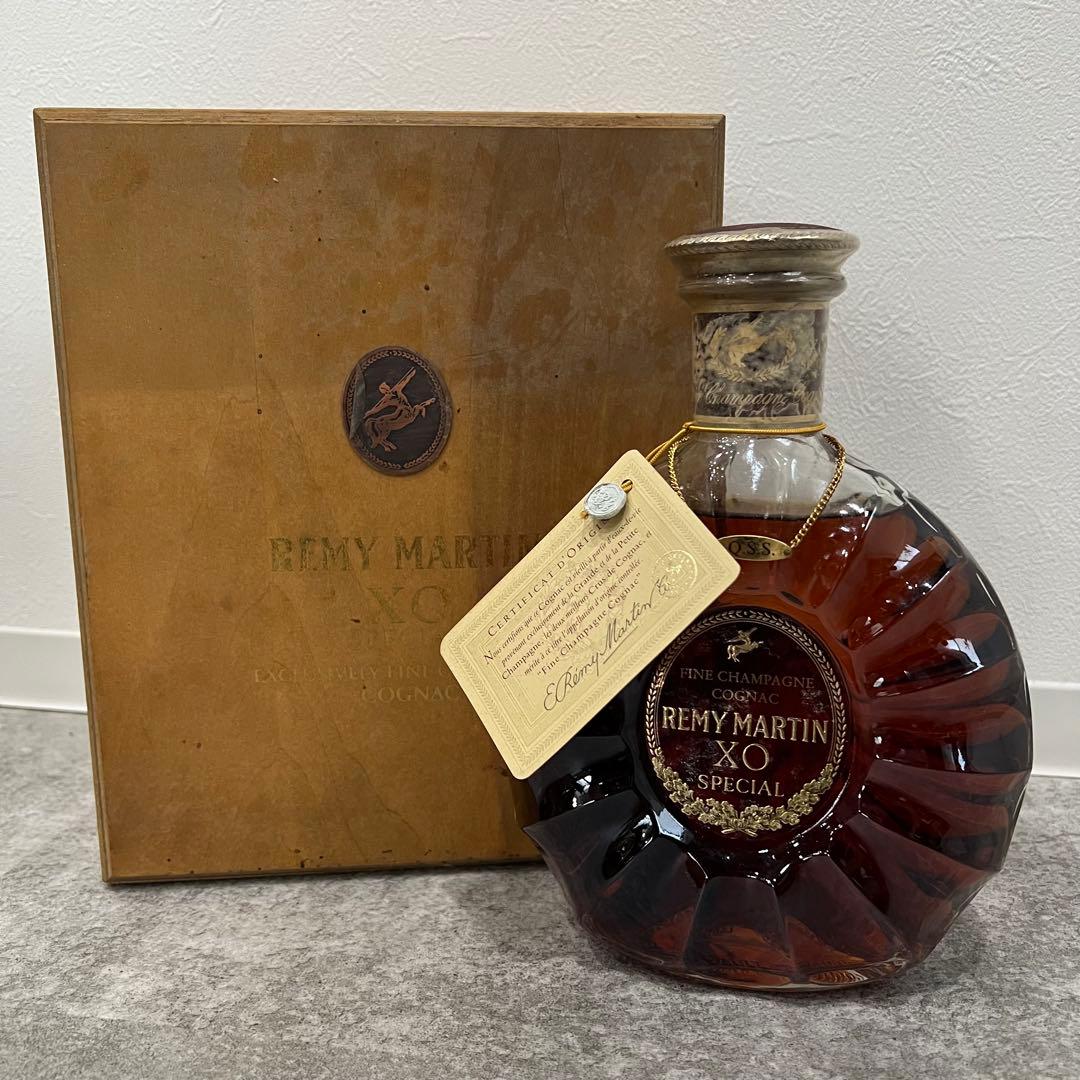 REMY MARTIN
XO
COGNAC
CERTIFICAT D'ORIGINE
Nous certifions que ce Cognac est vieilli à partir d'eaux-de-vie
provenant exclusivement de la Grande et de la Petite
Champagne, les deux meilleurs Crus de Cognac, et
mérite à ce titre l'appellation d'origine contrôlée
"Fine Champagne Cognac"
E. Rémy Martin & Co
Champagne
Q.S.S.
FINE CHAMPAGNE
COGNAC
REMY MARTIN
XO
SPECIAL